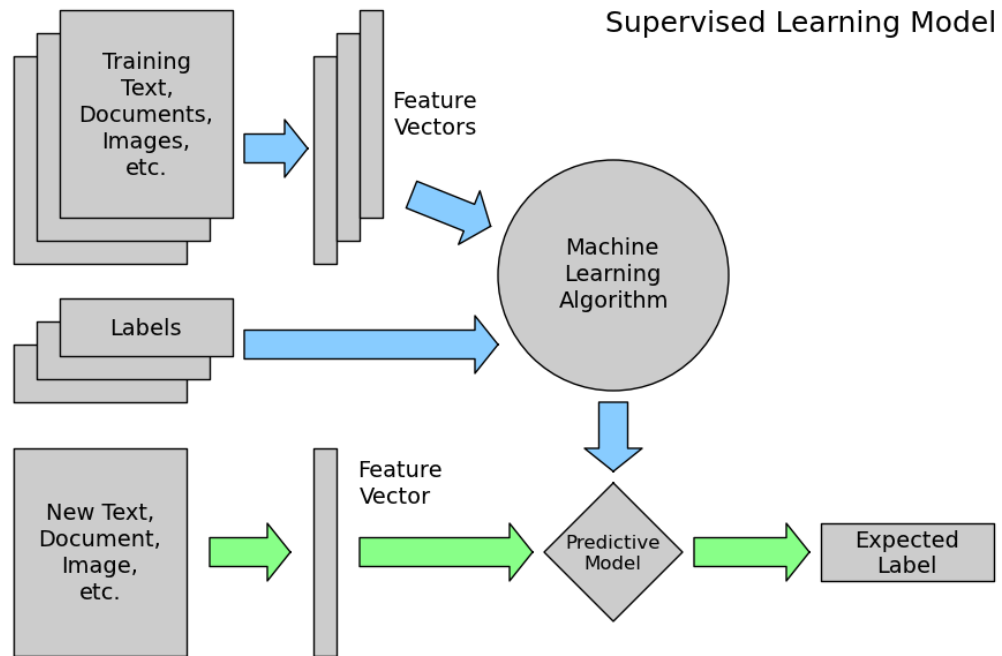 Supervised Learning Model
Training
Text,
Documents,
Images,
etc.
Feature
Vectors
Machine
Learning
Algorithm
Labels
New Text,
Document,
Image,
etc.
Feature
Vector
Predictive
Model
Expected
Label